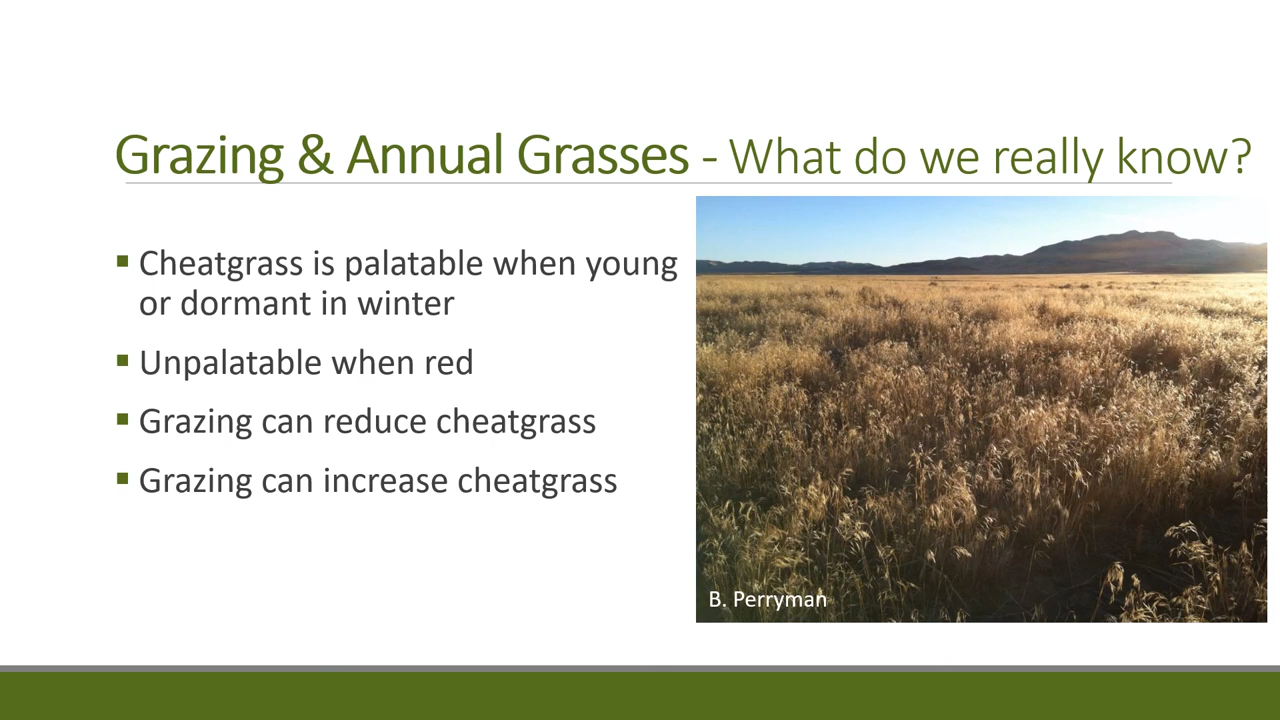 Grazing & Annual Grasses - What do we really know?
Cheatgrass is palatable when young
or dormant in winter
Unpalatable when red
Grazing can reduce cheatgrass
Grazing can increase cheatgrass
B. Perryman